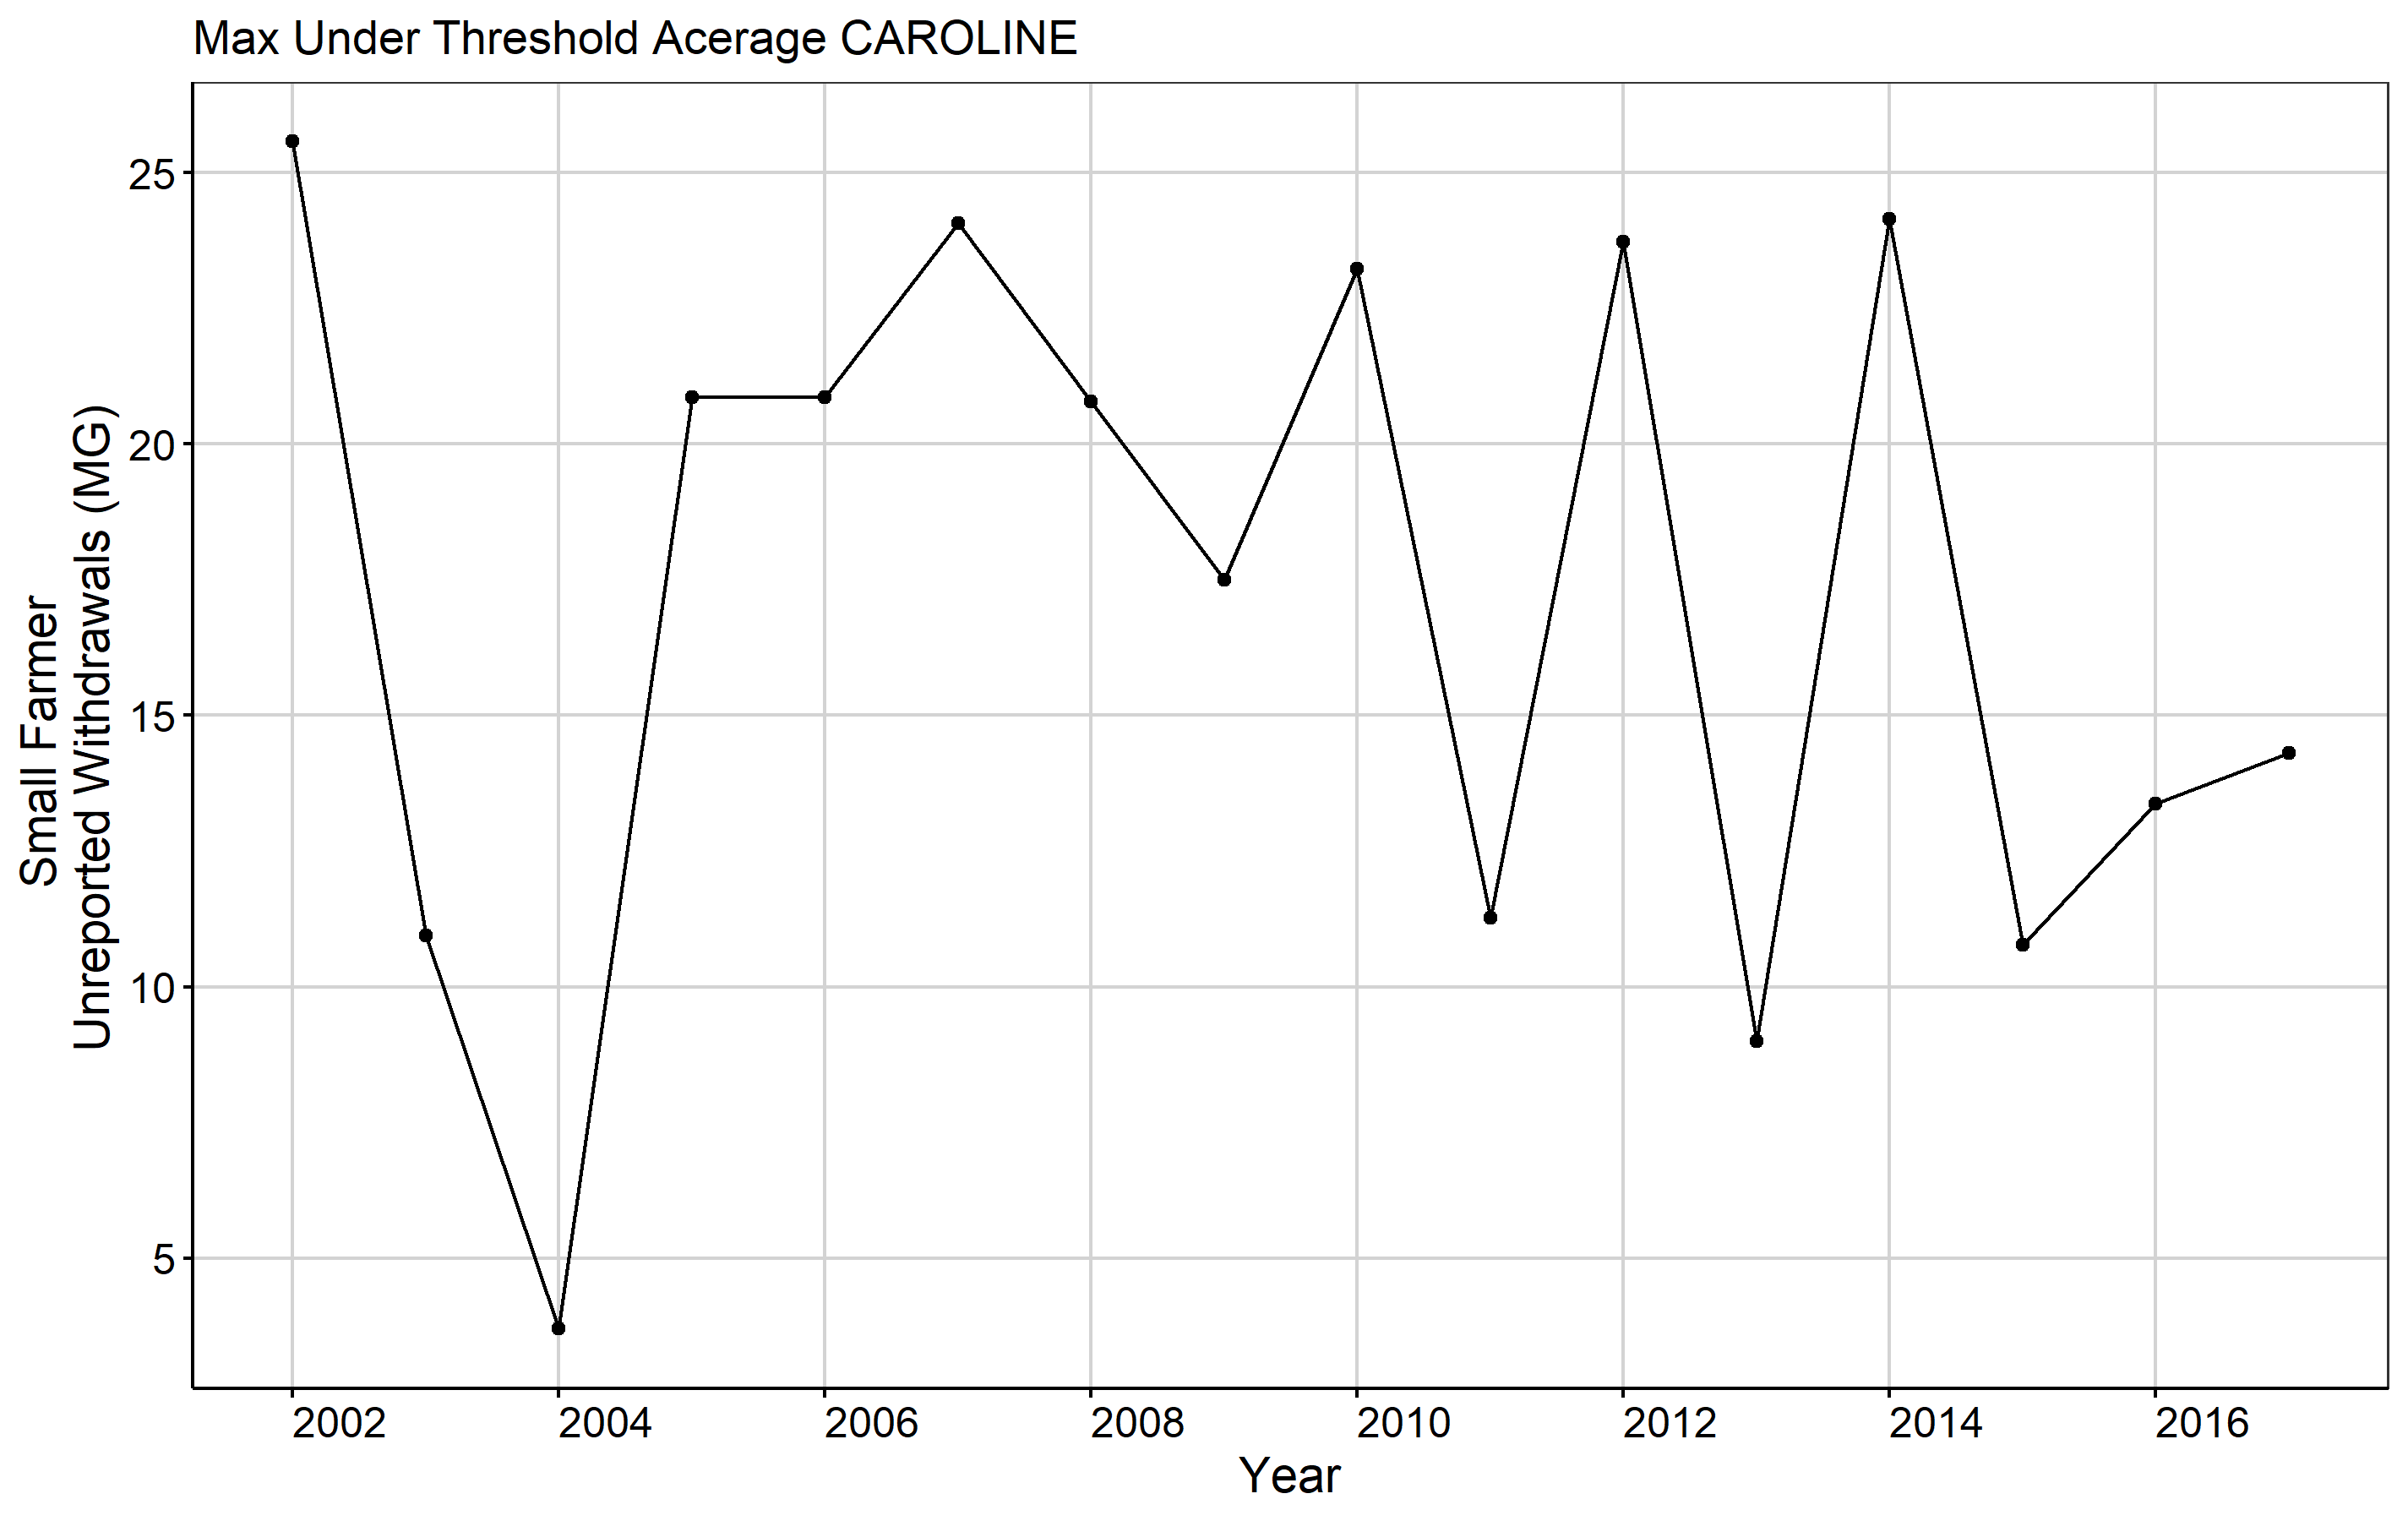 Max Under Threshold Acerage CAROLINE
Small Farmer
Unreported Withdrawals (MG)
25
20
15
10
5
2002 2004 2006 2008 2010 2012 2014 2016
Year